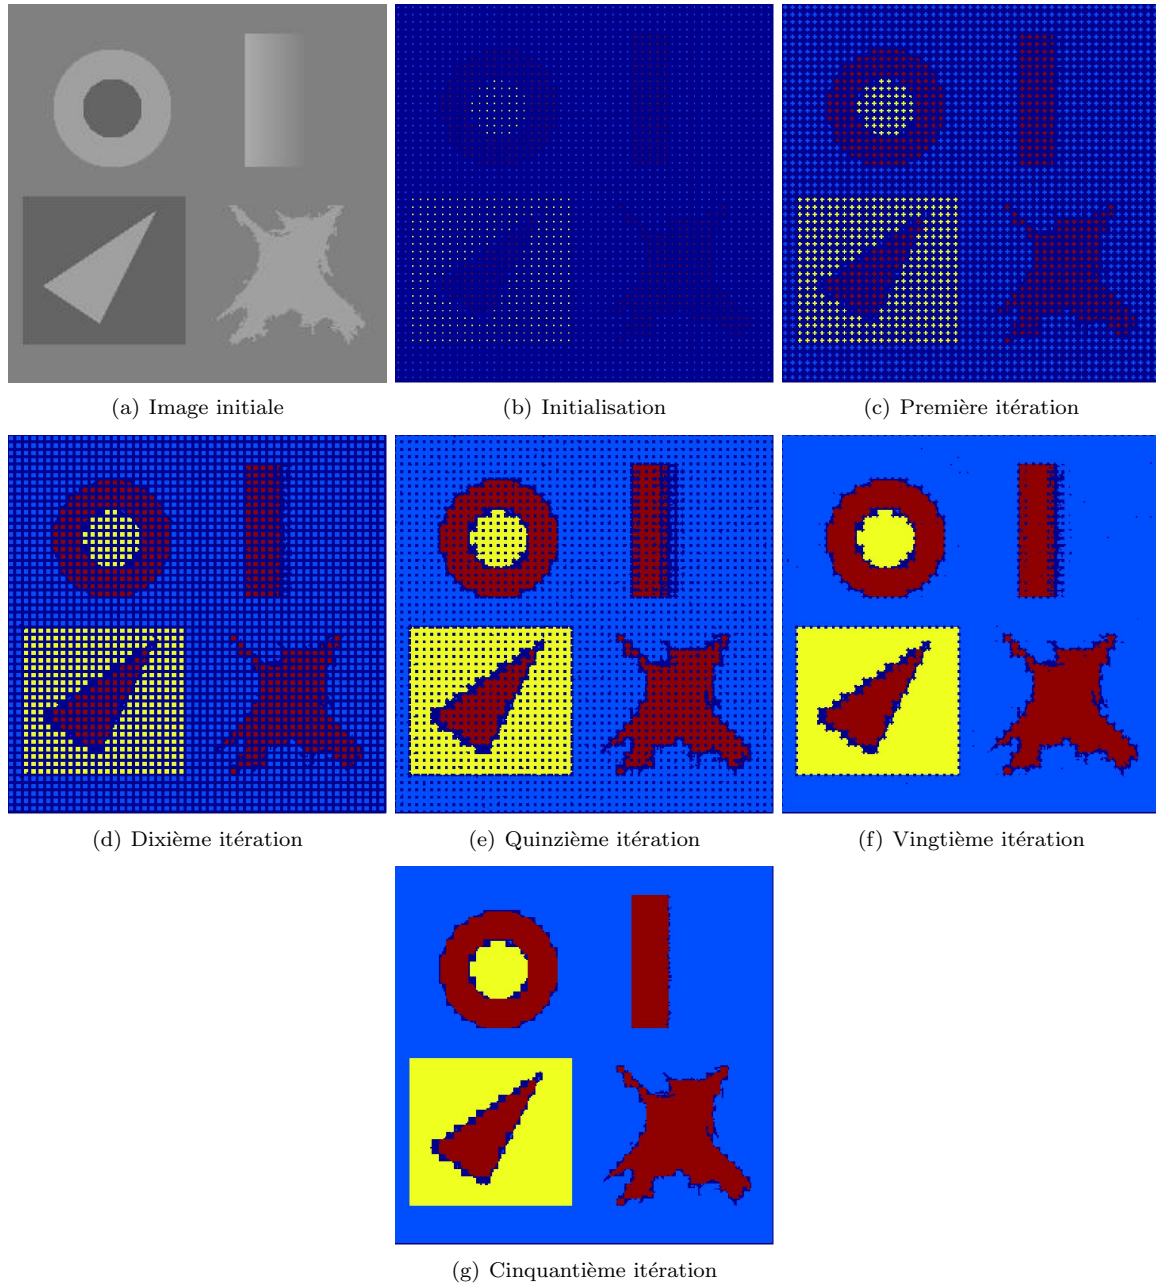 (a) Image initiale
(b) Initialisation
(c) Première itération
(d) Dixième itération
(e) Quinzième itération
(f) Vingtième itération
(g) Cinquantième itération